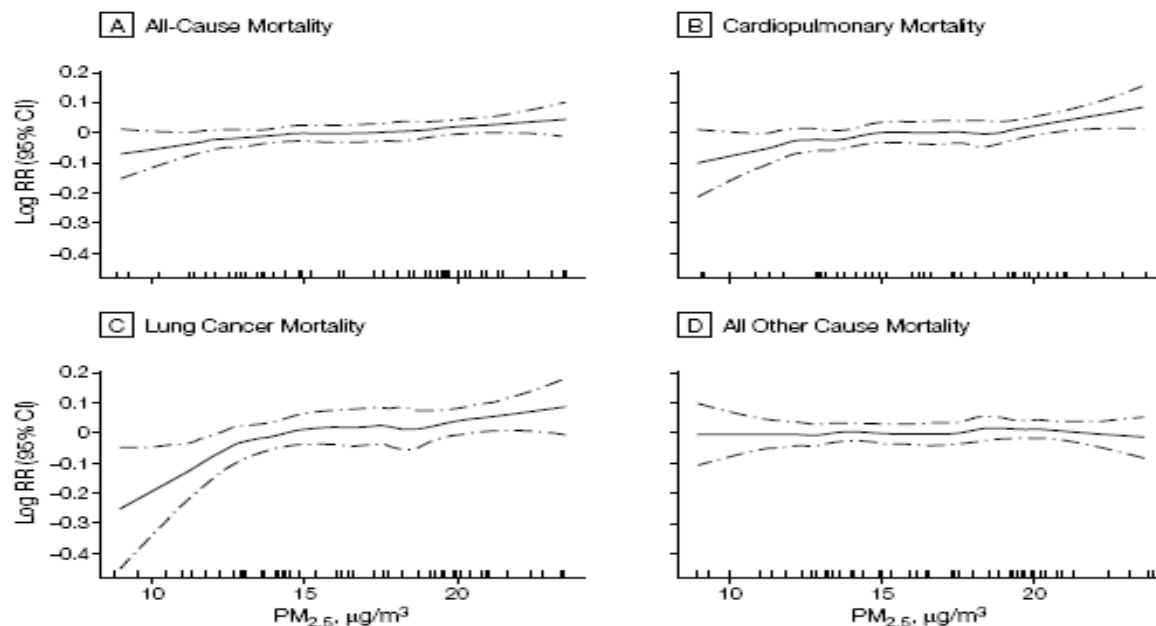 A All-Cause Mortality
B Cardiopulmonary Mortality
Log RR (95% CI)
0.2
0.1
0
–0.1
–0.2
–0.3
–0.4
C Lung Cancer Mortality
D All Other Cause Mortality
Log RR (95% CI)
0.2
0.1
0
–0.1
–0.2
–0.3
–0.4
10 15 20
PM2.5, μg/m³
10 15 20
PM2.5, μg/m³